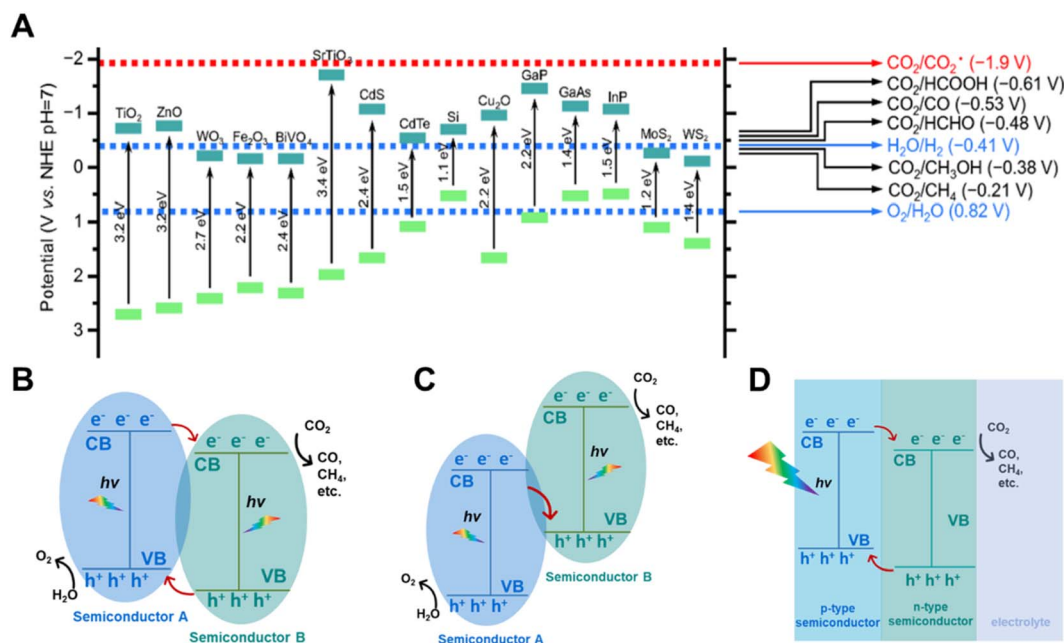 A
Potential (V vs. NHE pH=7)
−2
−1
0
1
2
3
TiO₂
ZnO
WO₃
Fe₂O₃
BiVO₄
SrTiO₃
CdS
CdTe
Si
Cu₂O
GaP
GaAs
InP
MoS₂
WS₂
3.2 eV
3.2 eV
2.7 eV
2.2 eV
2.4 eV
3.4 eV
2.4 eV
1.5 eV
1.1 eV
2.2 eV
2.2 eV
1.4 eV
1.5 eV
1.2 eV
1.4 eV
CO₂/CO₂•⁻ (−1.9 V)
CO₂/HCOOH (−0.61 V)
CO₂/CO (−0.53 V)
CO₂/HCHO (−0.48 V)
H₂O/H₂ (−0.41 V)
CO₂/CH₃OH (−0.38 V)
CO₂/CH₄ (−0.21 V)
O₂/H₂O (0.82 V)
B
e⁻ e⁻ e⁻
CB
hν
VB
h⁺ h⁺ h⁺
O₂
H₂O
Semiconductor A
e⁻ e⁻ e⁻
CB
hν
VB
h⁺ h⁺ h⁺
Semiconductor B
CO₂
CO,
CH₄,
etc.
C
e⁻ e⁻ e⁻
CB
hν
VB
h⁺ h⁺ h⁺
O₂
H₂O
Semiconductor A
e⁻ e⁻ e⁻
CB
hν
VB
h⁺ h⁺ h⁺
Semiconductor B
CO₂
CO,
CH₄,
etc.
D
e⁻ e⁻ e⁻
CB
hν
VB
h⁺ h⁺ h⁺
p-type
semiconductor
e⁻ e⁻ e⁻
CB
VB
h⁺ h⁺ h⁺
n-type
semiconductor
CO₂
CO,
CH₄,
etc.
electrolyte